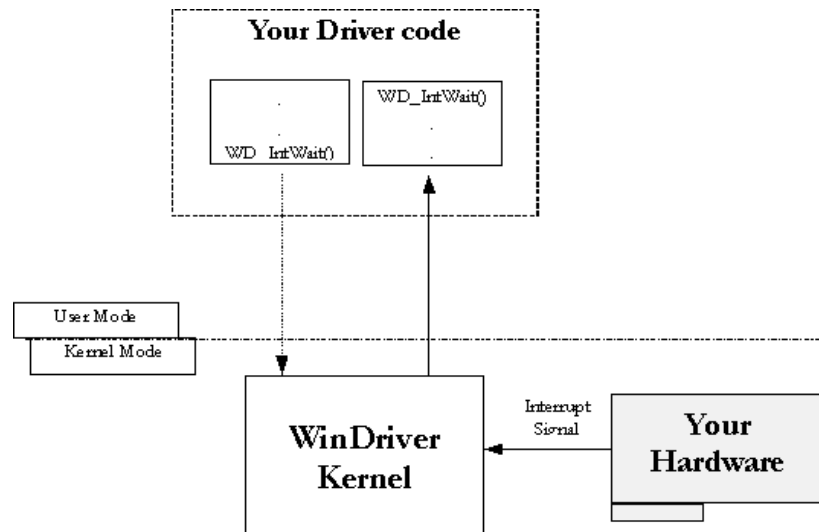 Your Driver code
.
.
WD_IntWait()
WD_IntWait()
.
.
User Mode
Kernel Mode
WinDriver
Kernel
Interrupt
Signal
Your
Hardware